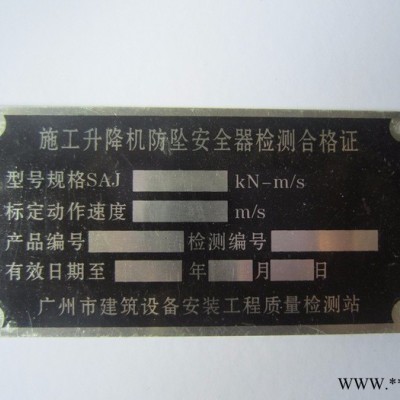 施工升降机防坠安全器检测合格证
型号规格SAJ kN-m/s
标定动作速度 m/s
产品编号 检测编号
有效日期至 年 月 日
广州市建筑设备安装工程质量检测站
www.**